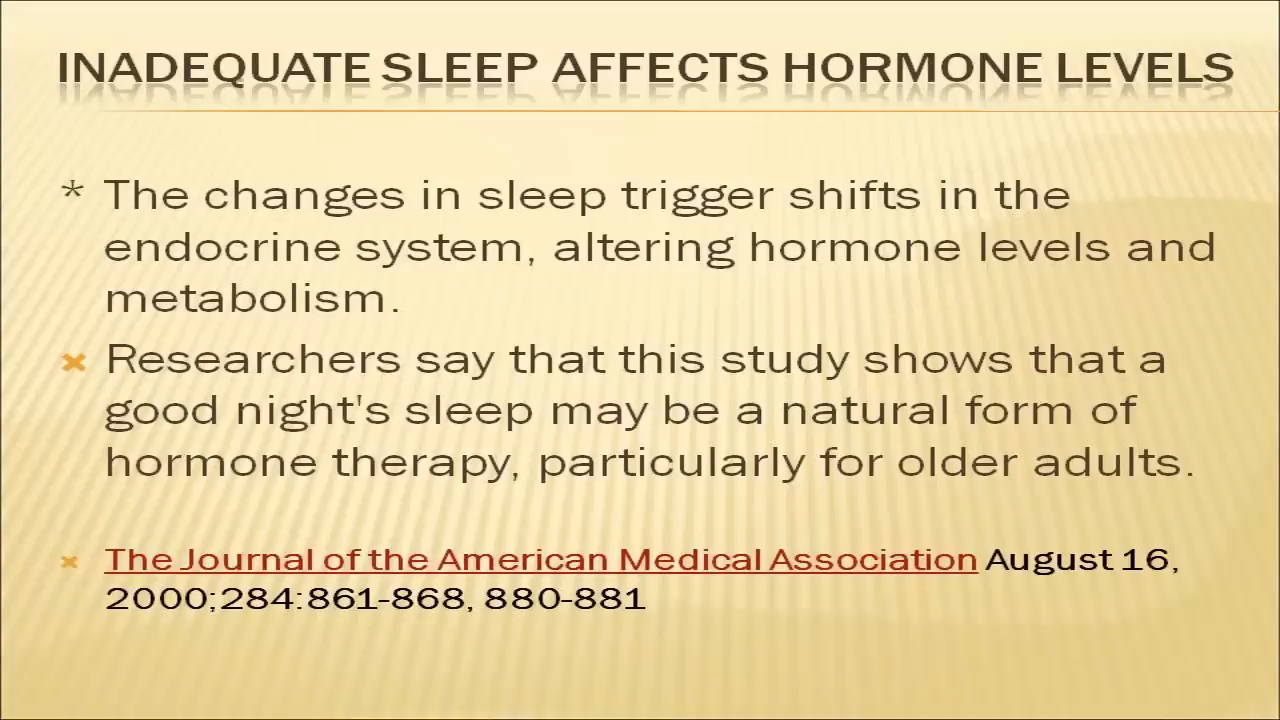 INADEQUATE SLEEP AFFECTS HORMONE LEVELS
* The changes in sleep trigger shifts in the
endocrine system, altering hormone levels and
metabolism.
Researchers say that this study shows that a
good night's sleep may be a natural form of
hormone therapy, particularly for older adults.
The Journal of the American Medical Association August 16,
2000;284:861-868, 880-881